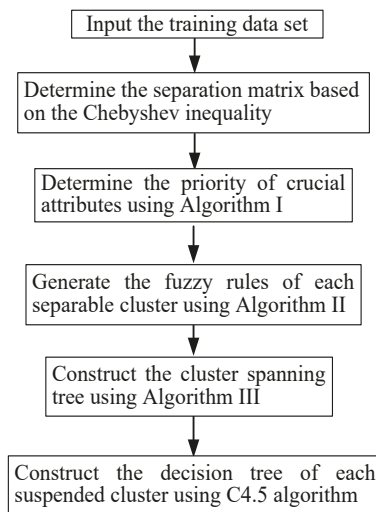 Input the training data set
Determine the separation matrix based
on the Chebyshev inequality
Determine the priority of crucial
attributes using Algorithm I
Generate the fuzzy rules of each
separable cluster using Algorithm II
Construct the cluster spanning
tree using Algorithm III
Construct the decision tree of each
suspended cluster using C4.5 algorithm